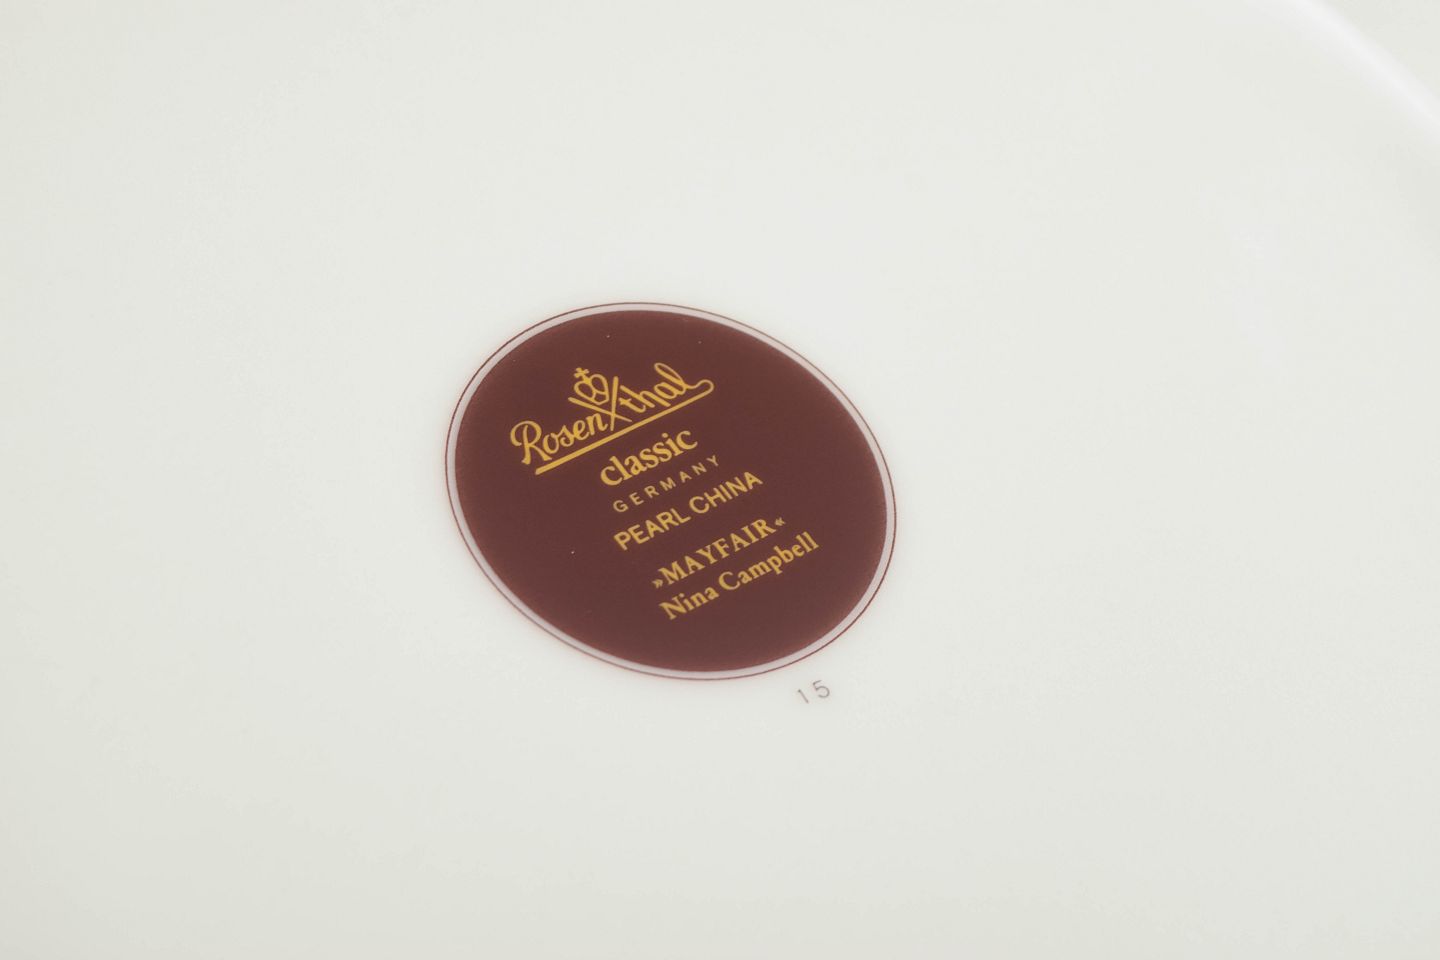 Rosenthal
classic
GERMANY
PEARL CHINA
»MAYFAIR«
Nina Campbell
15